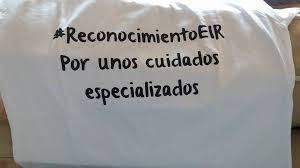 #ReconocimientoEIR
Por unos cuidados
especializados